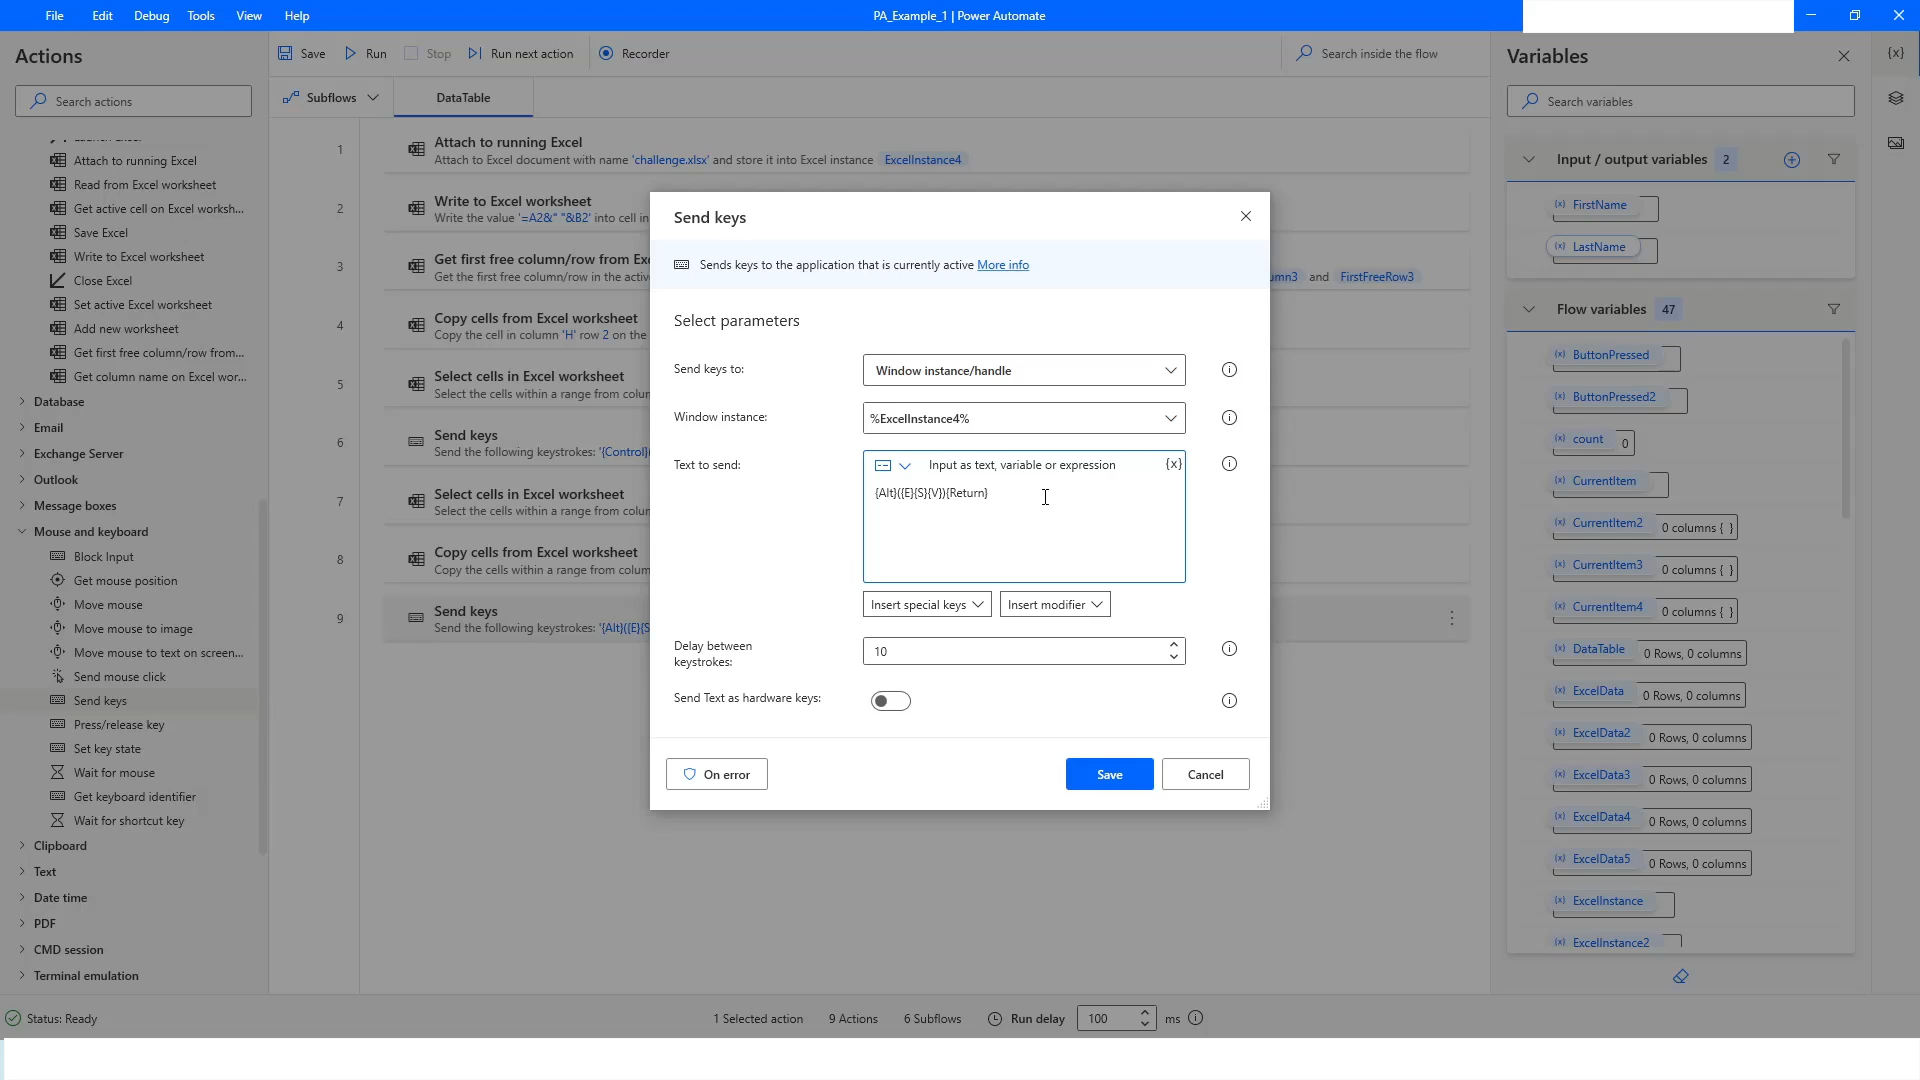 File Edit Debug Tools View Help PA_Example_1 | Power Automate
Actions
Search actions
Attach to running Excel
Read from Excel worksheet
Get active cell on Excel worksh...
Save Excel
Write to Excel worksheet
Close Excel
Set active Excel worksheet
Add new worksheet
Get first free column/row from...
Get column name on Excel wor...
Database
Email
Exchange Server
Outlook
Message boxes
Mouse and keyboard
Block Input
Get mouse position
Move mouse
Move mouse to image
Move mouse to text on screen...
Send mouse click
Send keys
Press/release key
Set key state
Wait for mouse
Get keyboard identifier
Wait for shortcut key
Clipboard
Text
Date time
PDF
CMD session
Terminal emulation
Save Run Stop Run next action Recorder Search inside the flow
Subflows DataTable
1 Attach to running Excel
Attach to Excel document with name 'challenge.xlsx' and store it into Excel instance ExcelInstance4
2 Write to Excel worksheet
Write the value '=A2&" "&B2' into cell in
3 Get first free column/row from Exc
Get the first free column/row in the active
umn3 and FirstFreeRow3
4 Copy cells from Excel worksheet
Copy the cell in column 'H' row 2 on the
5 Select cells in Excel worksheet
Select the cells within a range from colum
6 Send keys
Send the following keystrokes: '{Control}(
7 Select cells in Excel worksheet
Select the cells within a range from colum
8 Copy cells from Excel worksheet
Copy the cells within a range from colum
9 Send keys
Send the following keystrokes: '{Alt}({E}{S
Send keys
Sends keys to the application that is currently active More info
Select parameters
Send keys to: Window instance/handle
Window instance: %ExcelInstance4%
Text to send: Input as text, variable or expression {x}
{Alt}({E}{S}{V}){Return}
Insert special keys Insert modifier
Delay between
keystrokes: 10
Send Text as hardware keys:
On error Save Cancel
Variables
Search variables
Input / output variables 2
FirstName
LastName
Flow variables 47
ButtonPressed
ButtonPressed2
count 0
CurrentItem
CurrentItem2 0 columns { }
CurrentItem3 0 columns { }
CurrentItem4 0 columns { }
DataTable 0 Rows, 0 columns
ExcelData 0 Rows, 0 columns
ExcelData2 0 Rows, 0 columns
ExcelData3 0 Rows, 0 columns
ExcelData4 0 Rows, 0 columns
ExcelData5 0 Rows, 0 columns
ExcelInstance
ExcelInstance2
{x}
Status: Ready 1 Selected action 9 Actions 6 Subflows Run delay 100 ms